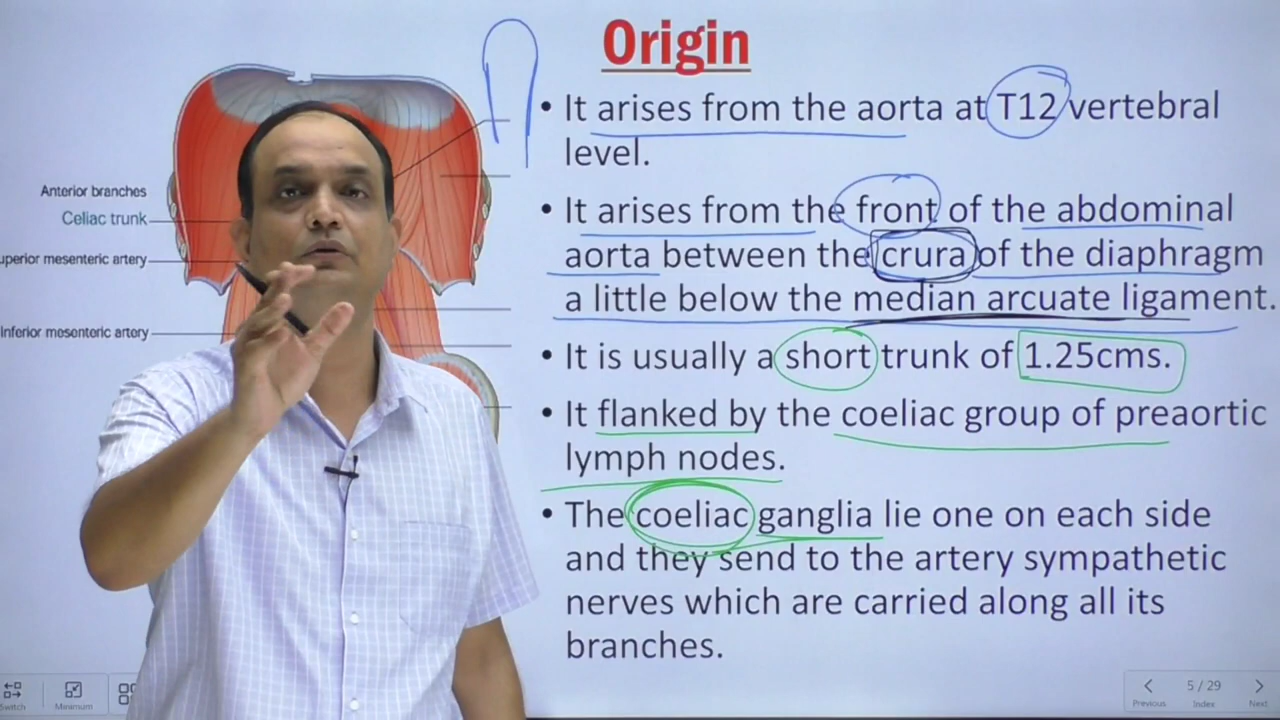 Origin
• It arises from the aorta at T12 vertebral
level.
• It arises from the front of the abdominal
aorta between the crura of the diaphragm
a little below the median arcuate ligament.
• It is usually a short trunk of 1.25cms.
• It flanked by the coeliac group of preaortic
lymph nodes.
• The coeliac ganglia lie one on each side
and they send to the artery sympathetic
nerves which are carried along all its
branches.
Anterior branches
Celiac trunk
uperior mesenteric artery
Inferior mesenteric artery
Switch
Minimum
Previous
5 / 29
Index
Next